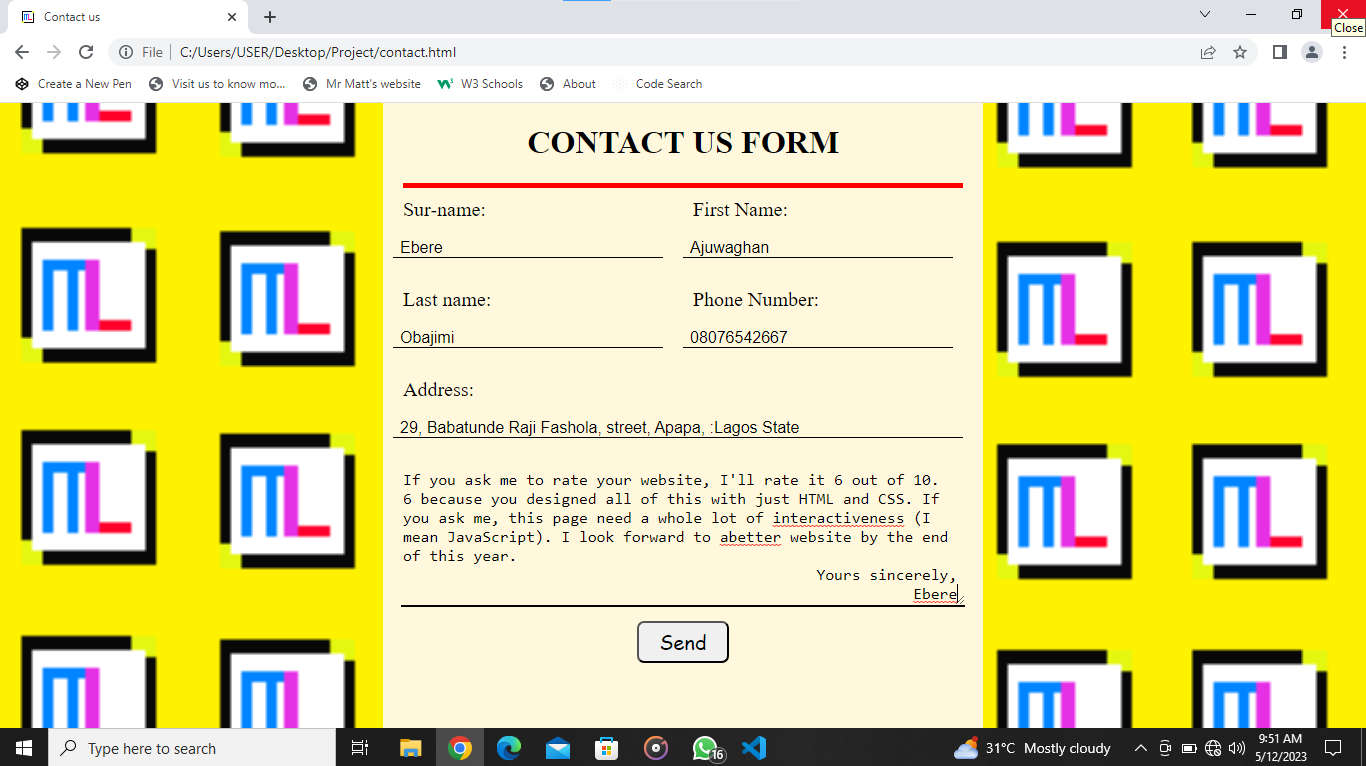 Contact us
Close
File
C:/Users/USER/Desktop/Project/contact.html
Create a New Pen
Visit us to know mo...
Mr Matt's website
W3 Schools
About
Code Search
CONTACT US FORM
Sur-name:
First Name:
Ebere
Ajuwaghan
Last name:
Phone Number:
Obajimi
08076542667
Address:
29, Babatunde Raji Fashola, street, Apapa, :Lagos State
If you ask me to rate your website, I'll rate it 6 out of 10.
6 because you designed all of this with just HTML and CSS. If
you ask me, this page need a whole lot of interactiveness (I
mean JavaScript). I look forward to abetter website by the end
of this year.
Yours sincerely,
Ebere
Send
Type here to search
16
31°C Mostly cloudy
9:51 AM
5/12/2023